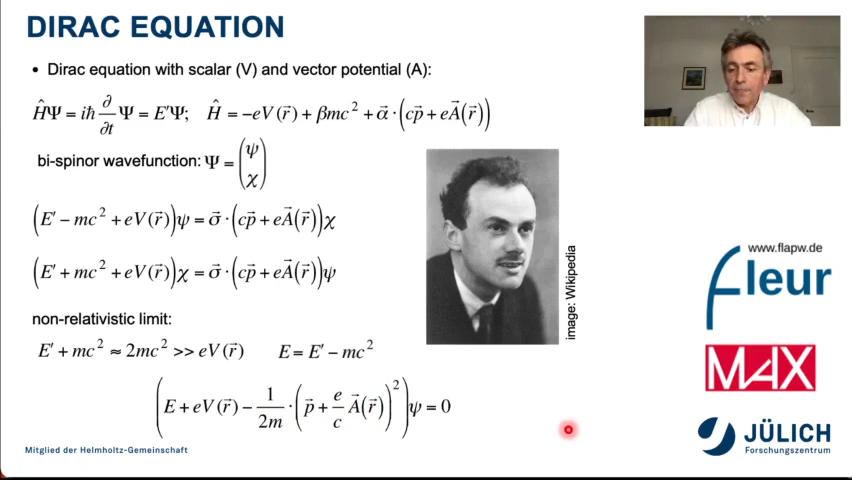 DIRAC EQUATION
• Dirac equation with scalar (V) and vector potential (A):
ĤΨ = iℏ ∂/∂t Ψ = E'Ψ; Ĥ = −eV(r⃗) + βmc² + α⃗ · (cp⃗ + eA⃗(r⃗))
bi-spinor wavefunction: Ψ = (ψ χ)
(E' − mc² + eV(r⃗))ψ = σ⃗ · (cp⃗ + eA⃗(r⃗))χ
(E' + mc² + eV(r⃗))χ = σ⃗ · (cp⃗ + eA⃗(r⃗))ψ
non-relativistic limit:
E' + mc² ≈ 2mc² >> eV(r⃗) E = E' − mc²
(E + eV(r⃗) − 1/2m · (p⃗ + e/c A⃗(r⃗))²)ψ = 0
image: Wikipedia
www.flapw.de
fleur
MAX
JÜLICH
Forschungszentrum
Mitglied der Helmholtz-Gemeinschaft